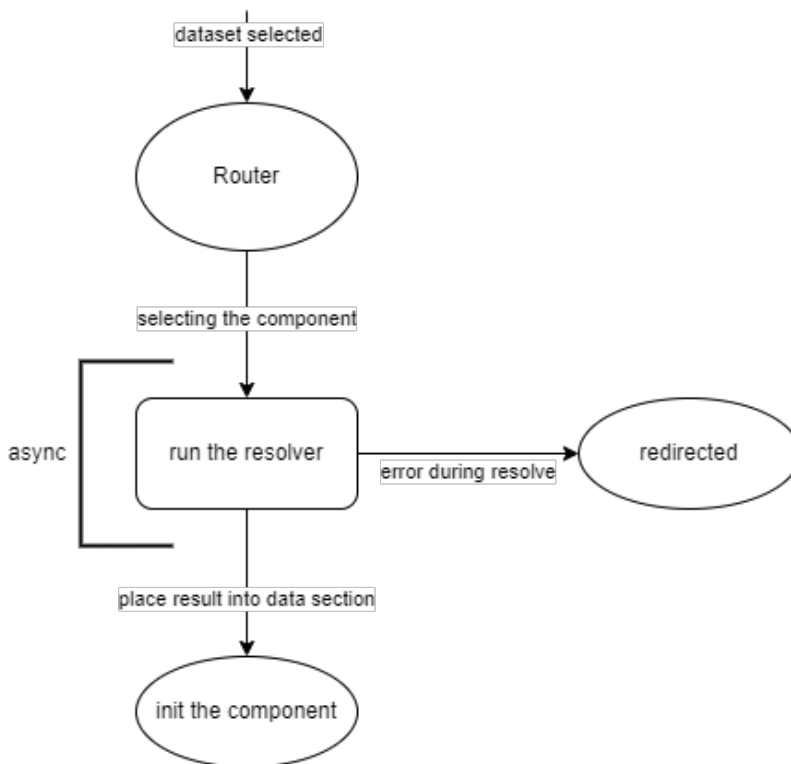 dataset selected
Router
selecting the component
async
run the resolver
error during resolve
redirected
place result into data section
init the component